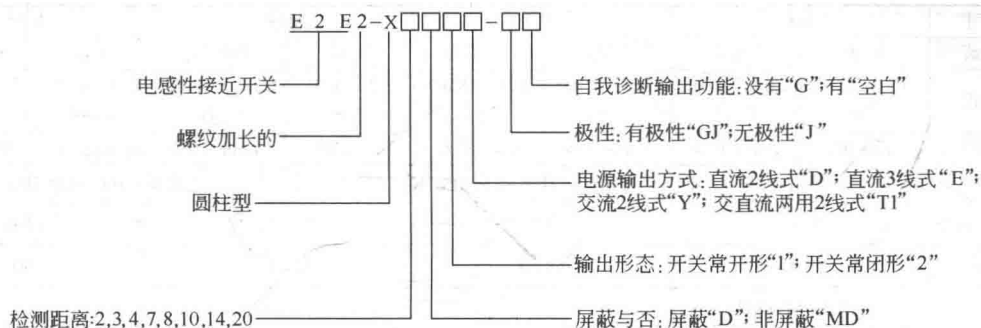 E 2 E2-X□□□□-□□
电感性接近开关
自我诊断输出功能:没有“G”;有“空白”
螺纹加长的
极性:有极性“GJ”;无极性“J”
电源输出方式:直流2线式“D”;直流3线式“E”;
交流2线式“Y”;交直流两用2线式“T1”
圆柱型
输出形态:开关常开形“1”;开关常闭形“2”
检测距离:2,3,4,7,8,10,14,20
屏蔽与否:屏蔽“D”;非屏蔽“MD”